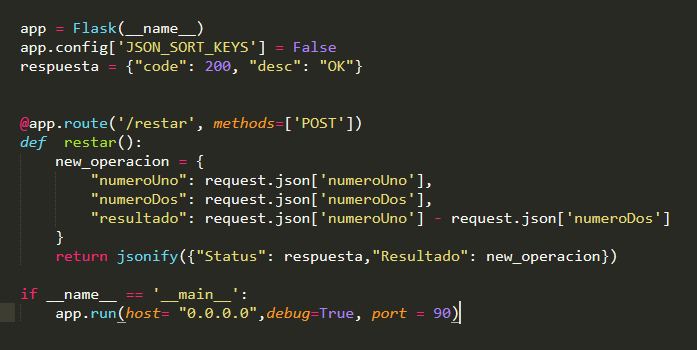 app = Flask(__name__)
app.config['JSON_SORT_KEYS'] = False
respuesta = {"code": 200, "desc": "OK"}
@app.route('/restar', methods=['POST'])
def  restar():
    new_operacion = {
        "numeroUno": request.json['numeroUno'],
        "numeroDos": request.json['numeroDos'],
        "resultado": request.json['numeroUno'] - request.json['numeroDos']
    }
    return jsonify({"Status": respuesta,"Resultado": new_operacion})
if __name__ == '__main__':
    app.run(host= "0.0.0.0",debug=True, port = 90)